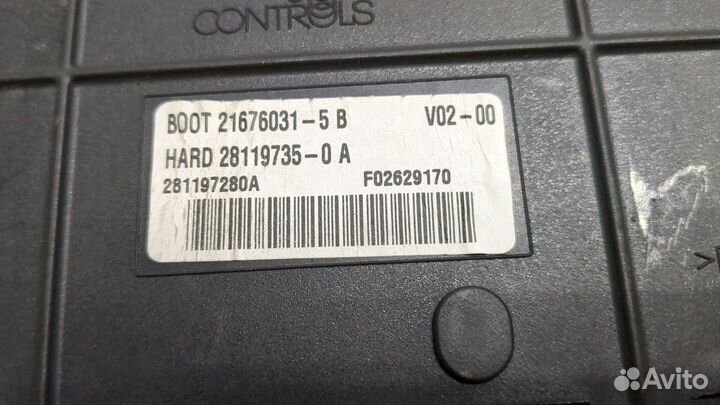 CONTROLS
BOOT 21676031-5 B V02-00
HARD 28119735-0 A
281197280A F02629170
Avito